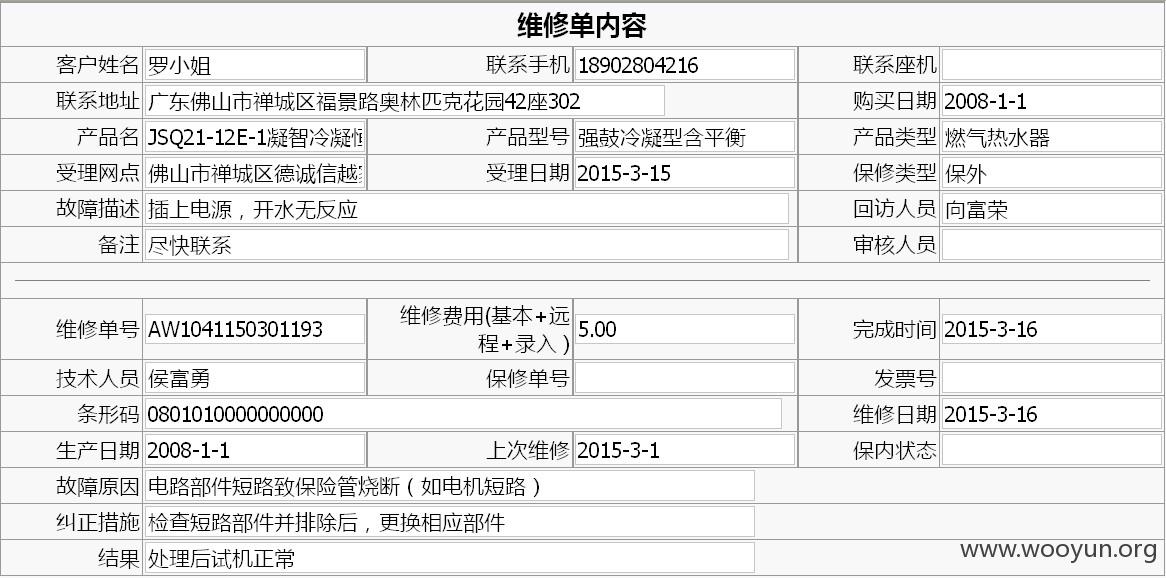 维修单内容
客户姓名 罗小姐 联系手机 18902804216 联系座机
联系地址 广东佛山市禅城区福景路奥林匹克花园42座302 购买日期 2008-1-1
产品名 JSQ21-12E-1凝智冷凝恒 产品型号 强鼓冷凝型含平衡 产品类型 燃气热水器
受理网点 佛山市禅城区德诚信越 受理日期 2015-3-15 保修类型 保外
故障描述 插上电源，开水无反应 回访人员 向富荣
备注 尽快联系 审核人员
维修单号 AW1041150301193 维修费用(基本+远 5.00 完成时间 2015-3-16
程+录入）
技术人员 侯富勇 保修单号 发票号
条形码 0801010000000000 维修日期 2015-3-16
生产日期 2008-1-1 上次维修 2015-3-1 保内状态
故障原因 电路部件短路致保险管烧断（如电机短路）
纠正措施 检查短路部件并排除后，更换相应部件
结果 处理后试机正常
www.wooyun.org